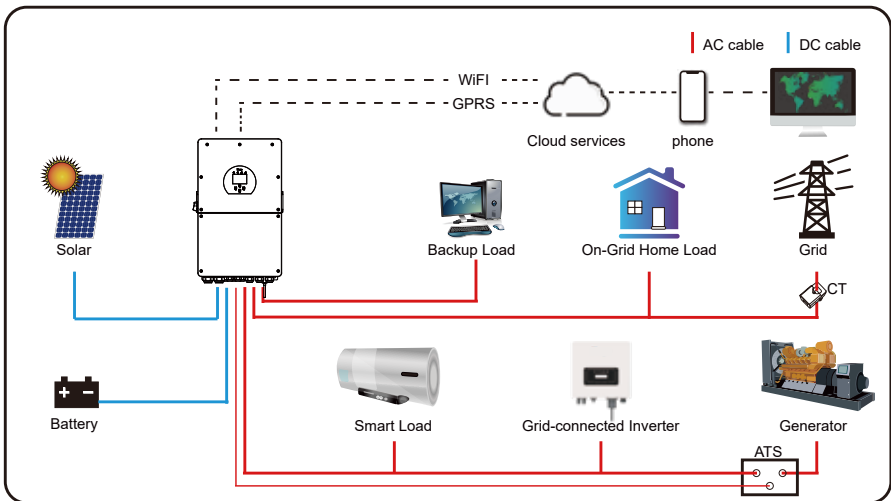 AC cable
DC cable
WiFI
GPRS
Cloud services
phone
Solar
Backup Load
On-Grid Home Load
Grid
CT
Battery
Smart Load
Grid-connected Inverter
Generator
ATS